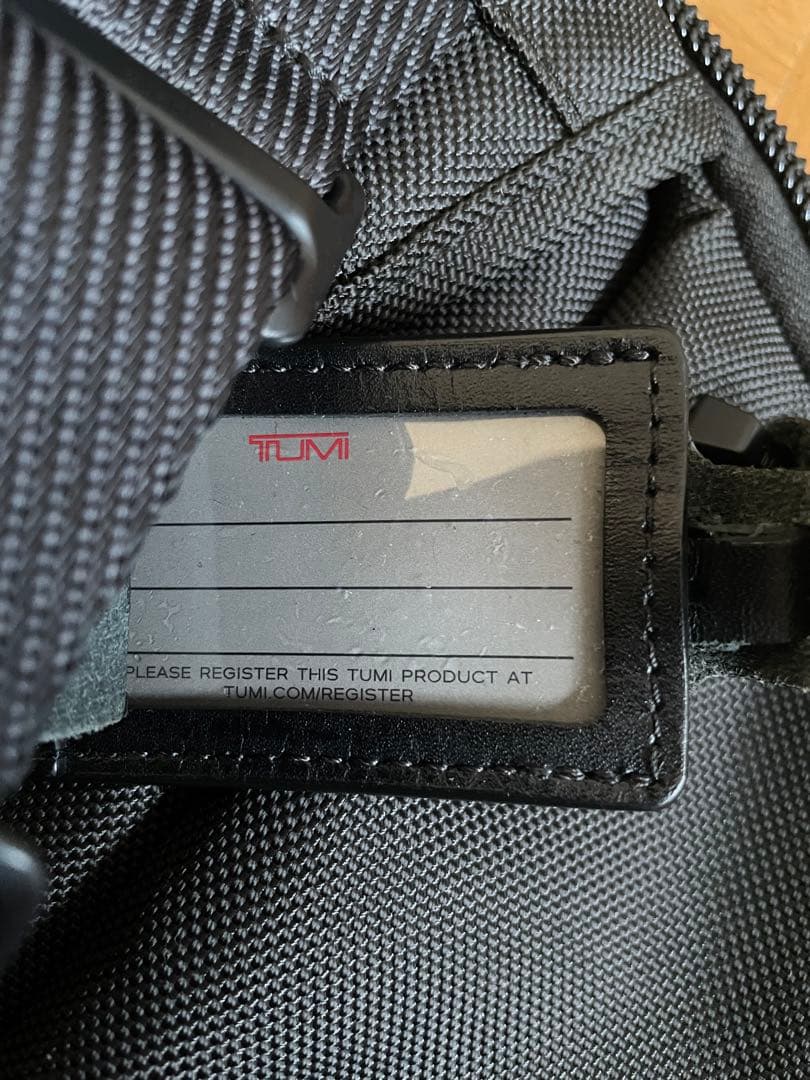 TUMI
PLEASE REGISTER THIS TUMI PRODUCT AT
TUMI.COM/REGISTER